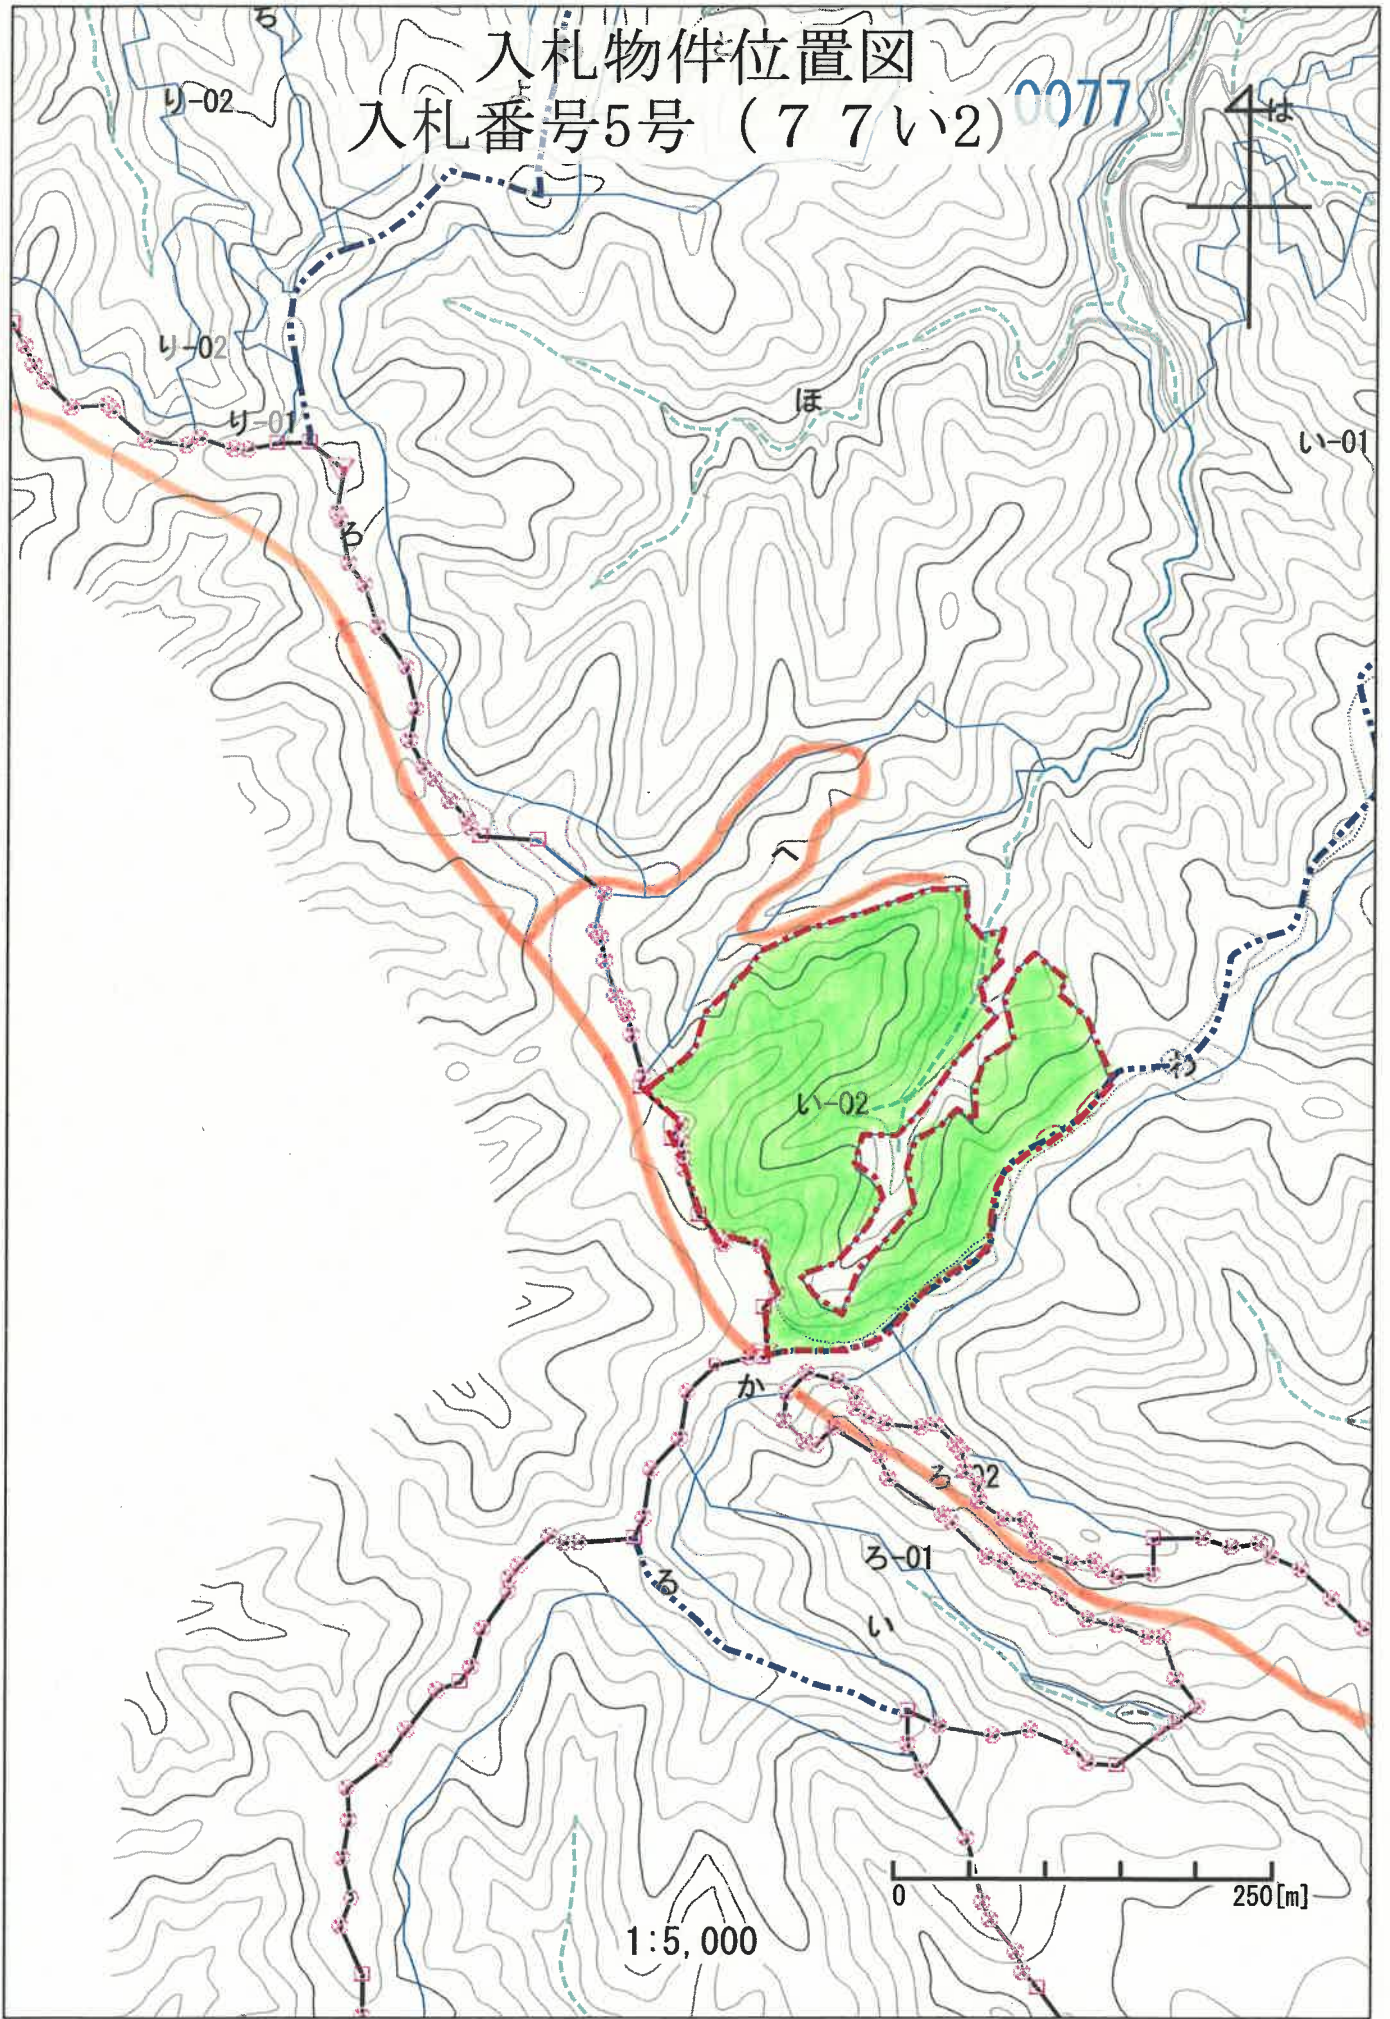 ろ
入札物件位置図
り-02
入札番号5号（７７い2）
0077
は
り-02
り-01
ほ
い-01
ろ
へ
わ
い-02
か
ろ-02
ろ-01
る
い
0 250[m]
1:5,000